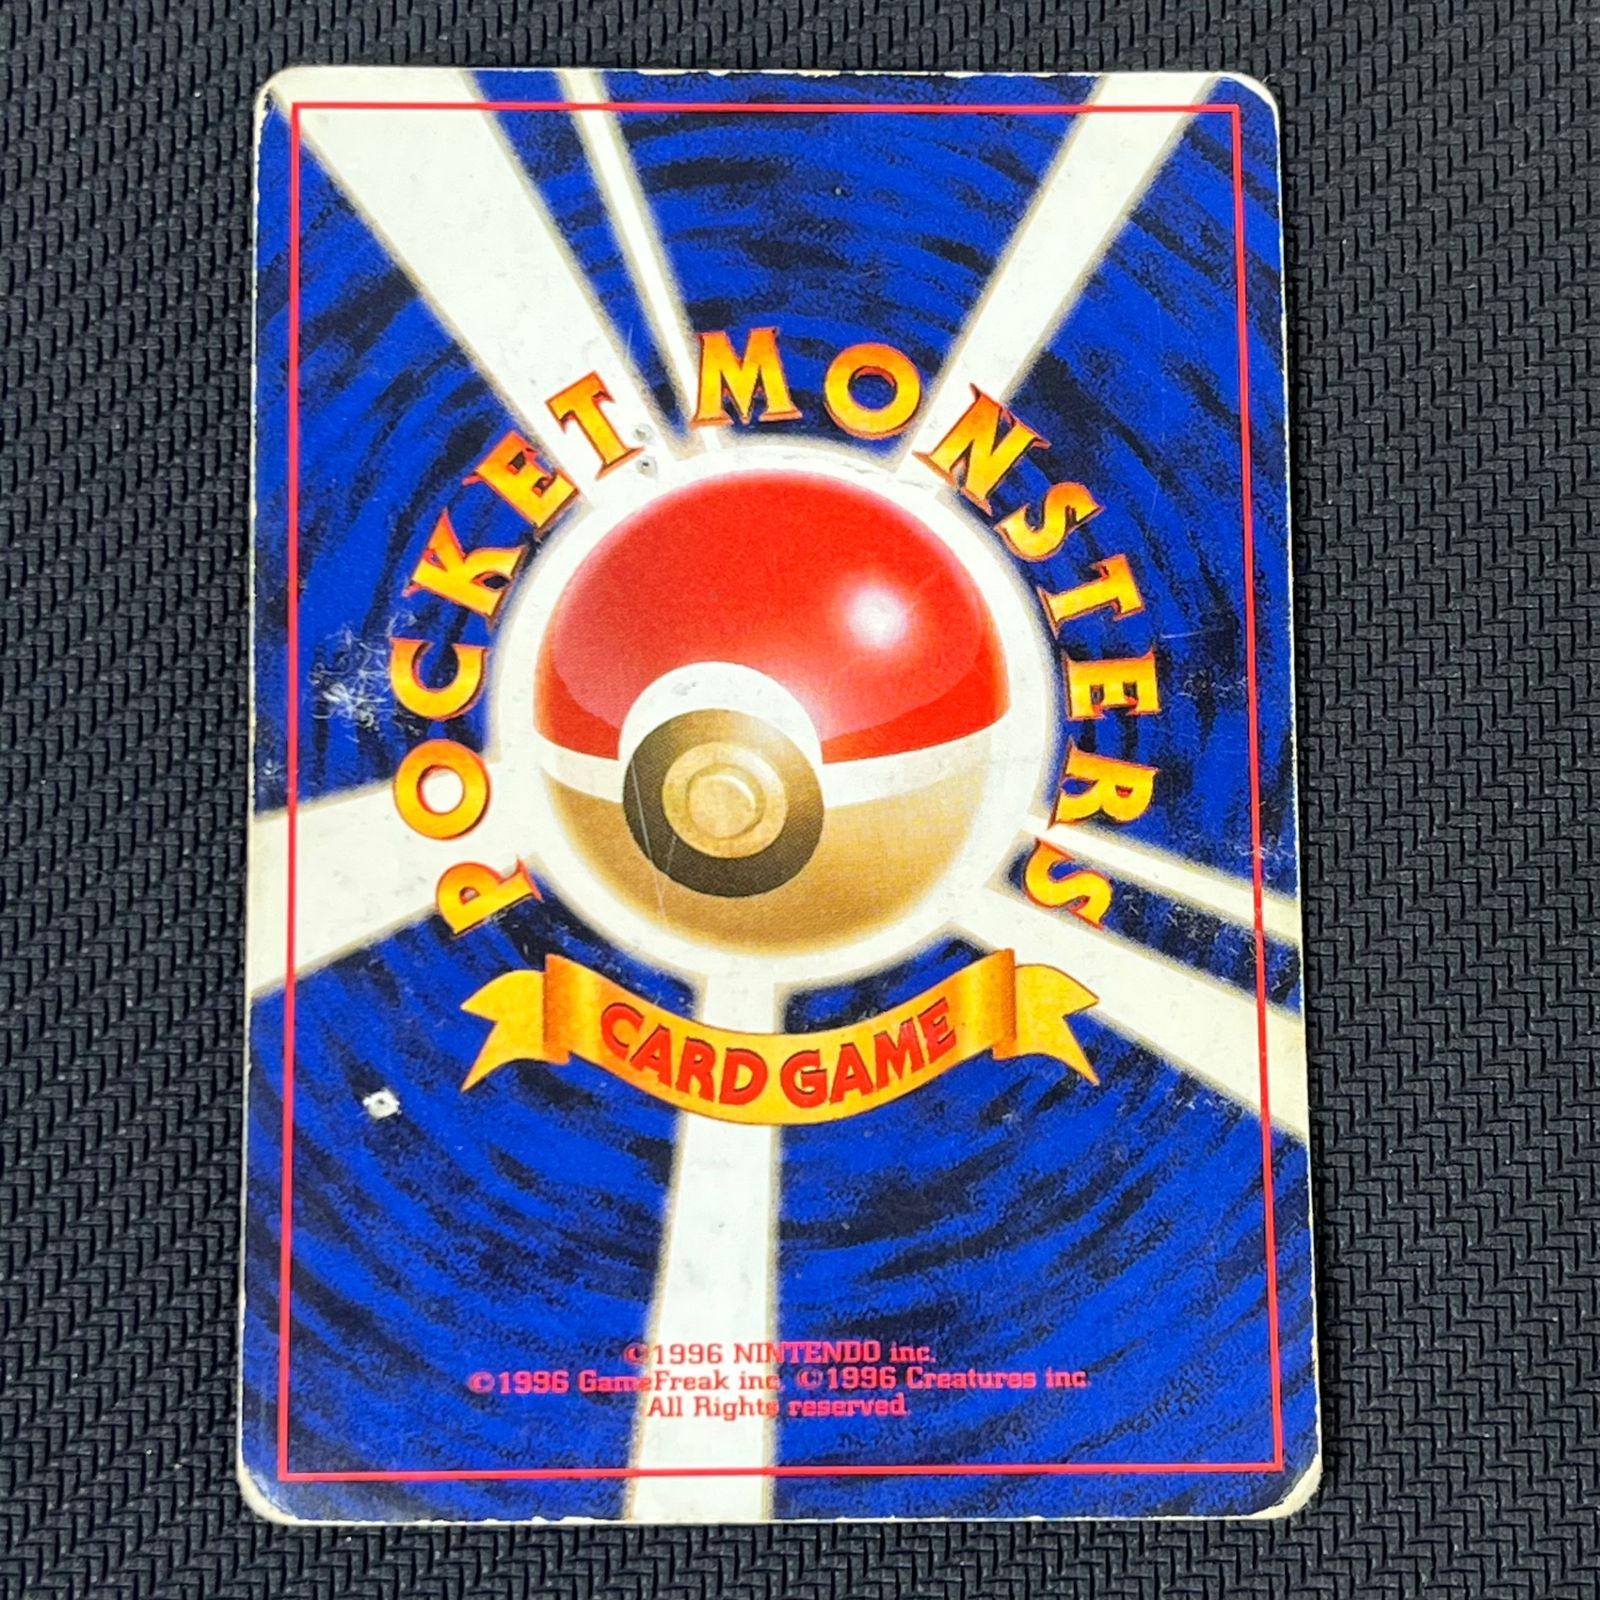 POCKET MONSTERS
CARD GAME
©1996 NINTENDO inc.
©1996 GameFreak inc. ©1996 Creatures inc.
All Rights reserved.